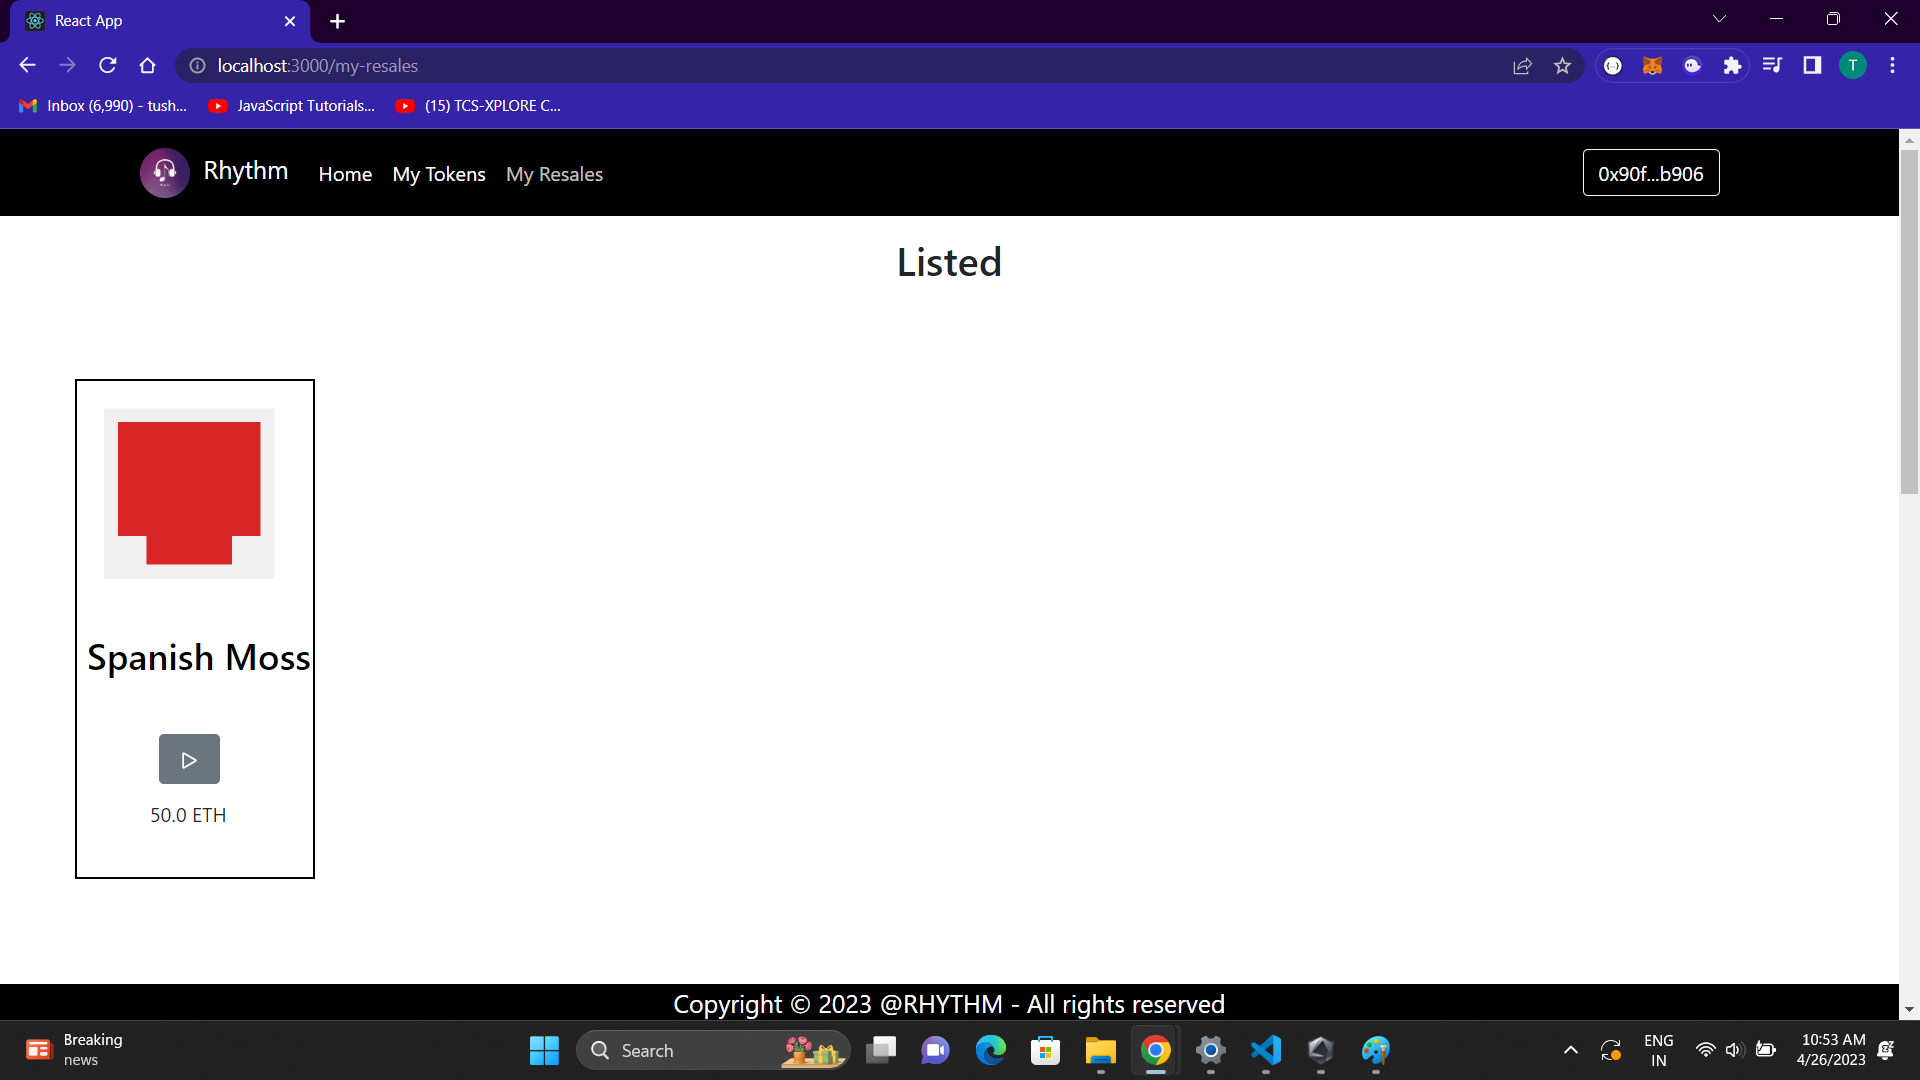 React App
localhost:3000/my-resales
T
Inbox (6,990) - tush...
JavaScript Tutorials...
(15) TCS-XPLORE C...
Rhythm
Home
My Tokens
My Resales
0x90f...b906
Listed
Spanish Moss
50.0 ETH
Copyright © 2023 @RHYTHM - All rights reserved
Breaking
news
Search
ENG
IN
10:53 AM
4/26/2023